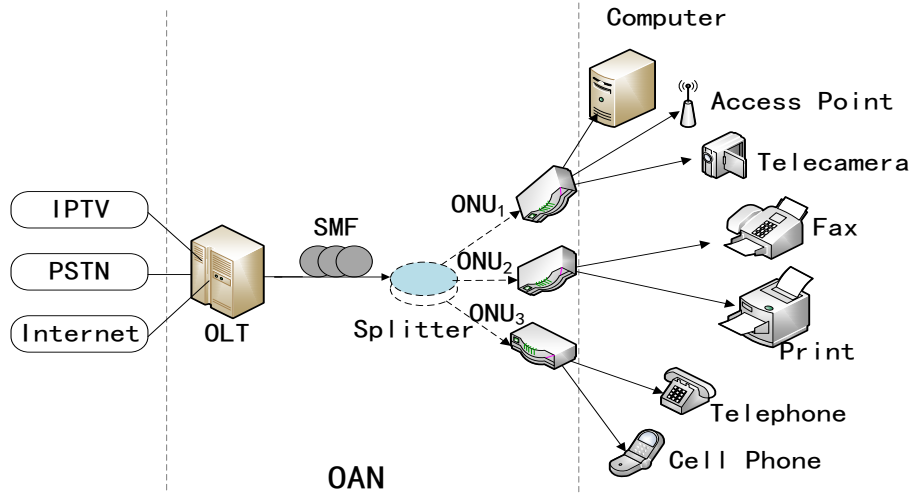 Computer
Access Point
Telecamera
IPTV
ONU1
SMF
Fax
PSTN
ONU2
Internet
ONU3
OLT
Splitter
Print
Telephone
Cell Phone
OAN